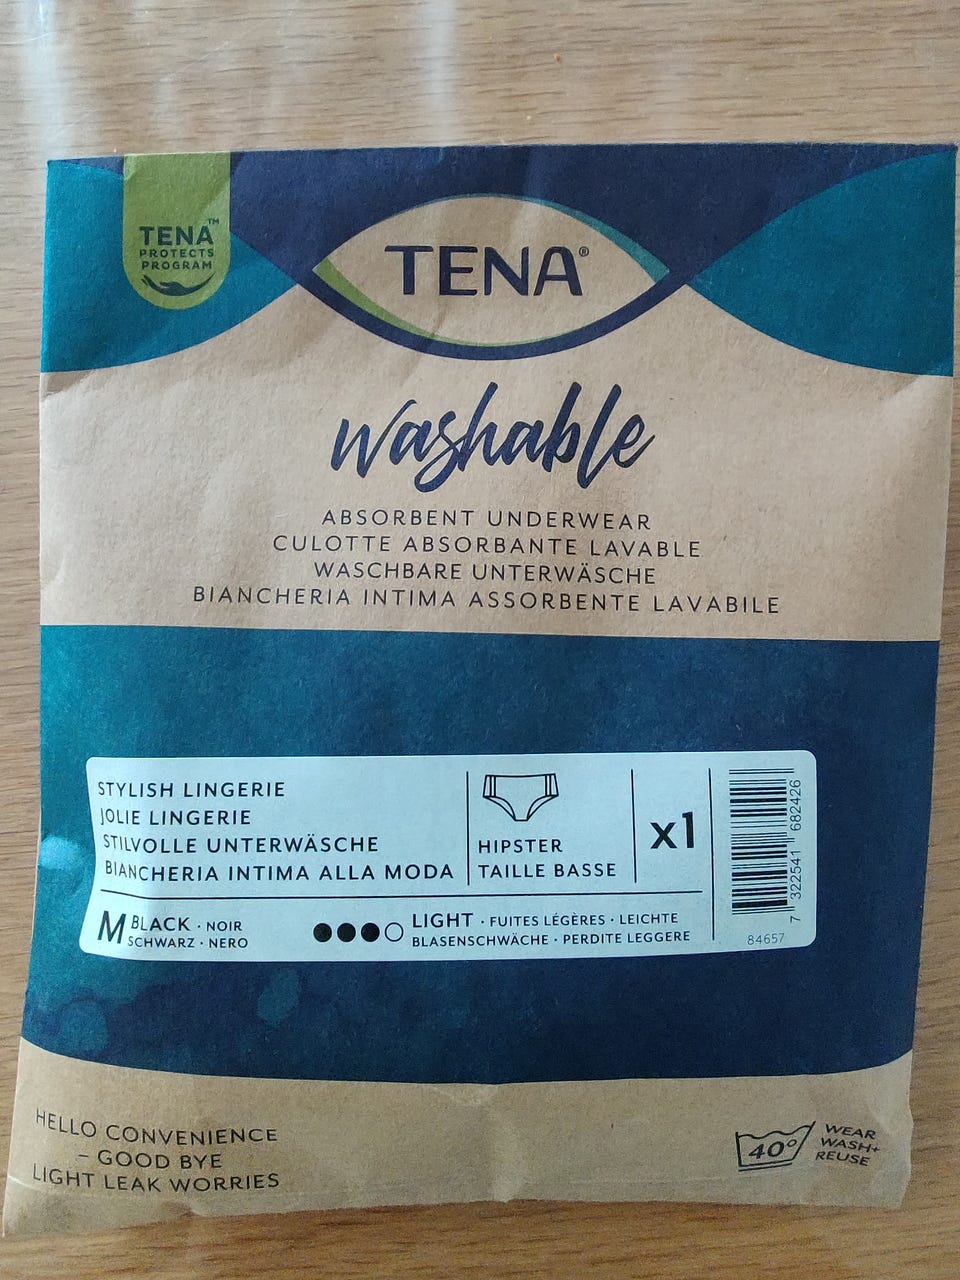 TENA™
PROTECTS
PROGRAM
TENA®
washable
ABSORBENT UNDERWEAR
CULOTTE ABSORBANTE LAVABLE
WASCHBARE UNTERWÄSCHE
BIANCHERIA INTIMA ASSORBENTE LAVABILE
STYLISH LINGERIE
JOLIE LINGERIE
STILVOLLE UNTERWÄSCHE
BIANCHERIA INTIMA ALLA MODA
HIPSTER
TAILLE BASSE
x1
7 322541 682426
84657
M BLACK · NOIR
SCHWARZ · NERO
LIGHT · FUITES LÉGÈRES · LEICHTE
BLASENSCHWÄCHE · PERDITE LEGGERE
HELLO CONVENIENCE
– GOOD BYE
LIGHT LEAK WORRIES
40°
WEAR
WASH+
REUSE